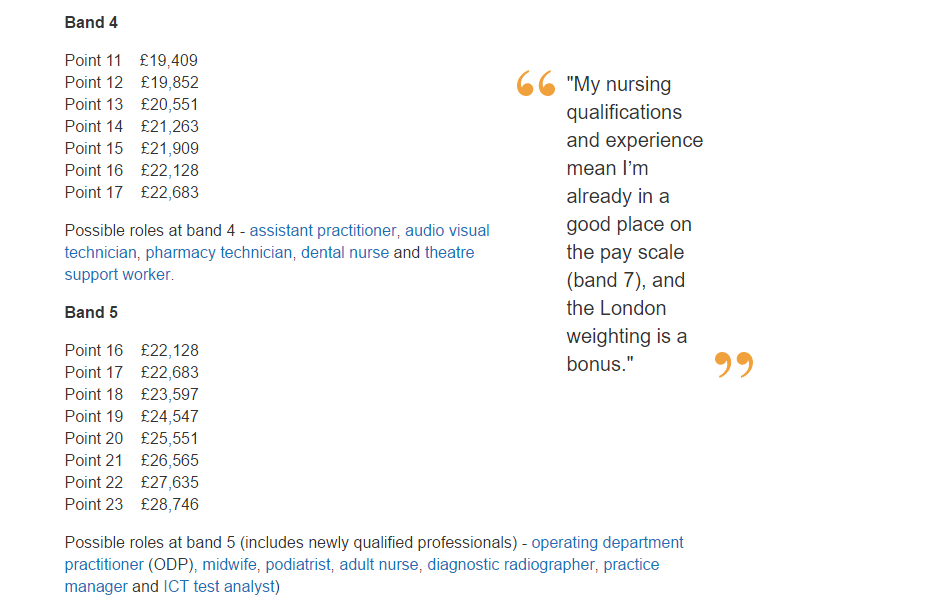 Band 4
Point 11 £19,409
Point 12 £19,852
Point 13 £20,551
Point 14 £21,263
Point 15 £21,909
Point 16 £22,128
Point 17 £22,683
Possible roles at band 4 - assistant practitioner, audio visual
technician, pharmacy technician, dental nurse and theatre
support worker.
Band 5
Point 16 £22,128
Point 17 £22,683
Point 18 £23,597
Point 19 £24,547
Point 20 £25,551
Point 21 £26,565
Point 22 £27,635
Point 23 £28,746
Possible roles at band 5 (includes newly qualified professionals) - operating department
practitioner (ODP), midwife, podiatrist, adult nurse, diagnostic radiographer, practice
manager and ICT test analyst)
“ "My nursing
qualifications
and experience
mean I’m
already in a
good place on
the pay scale
(band 7), and
the London
weighting is a
bonus." ”